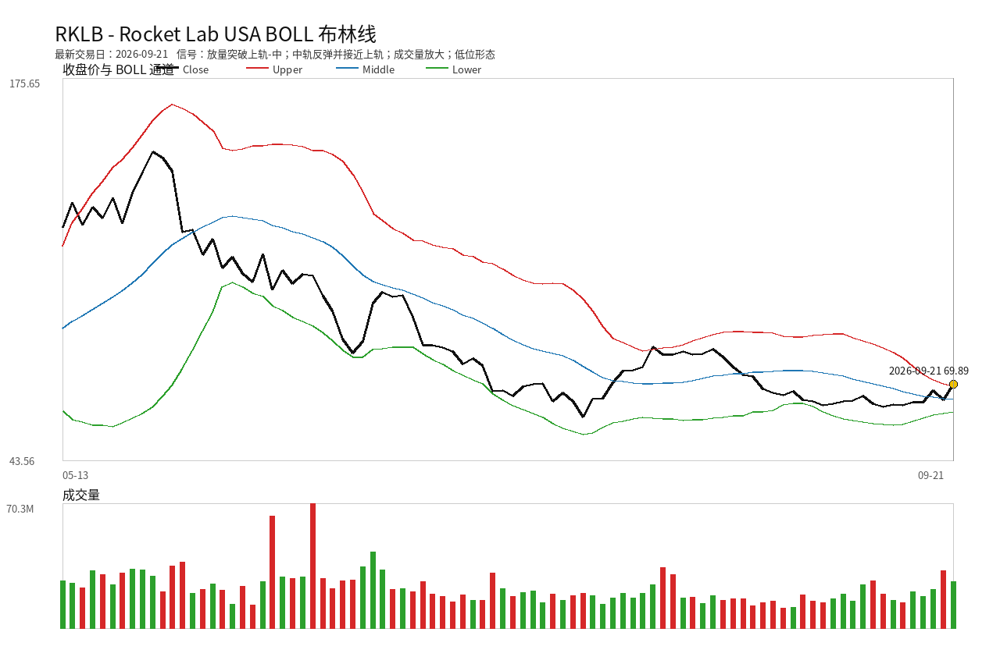 RKLB - Rocket Lab USA BOLL 布林线
最新交易日：2026-09-21 信号：放量突破上轨-中；中轨反弹并接近上轨；成交量放大；低位形态
收盘价与 BOLL 通道 Close Upper Middle Lower
175.65
2026-09-21 69.89
43.56
05-13 09-21
成交量
70.3M